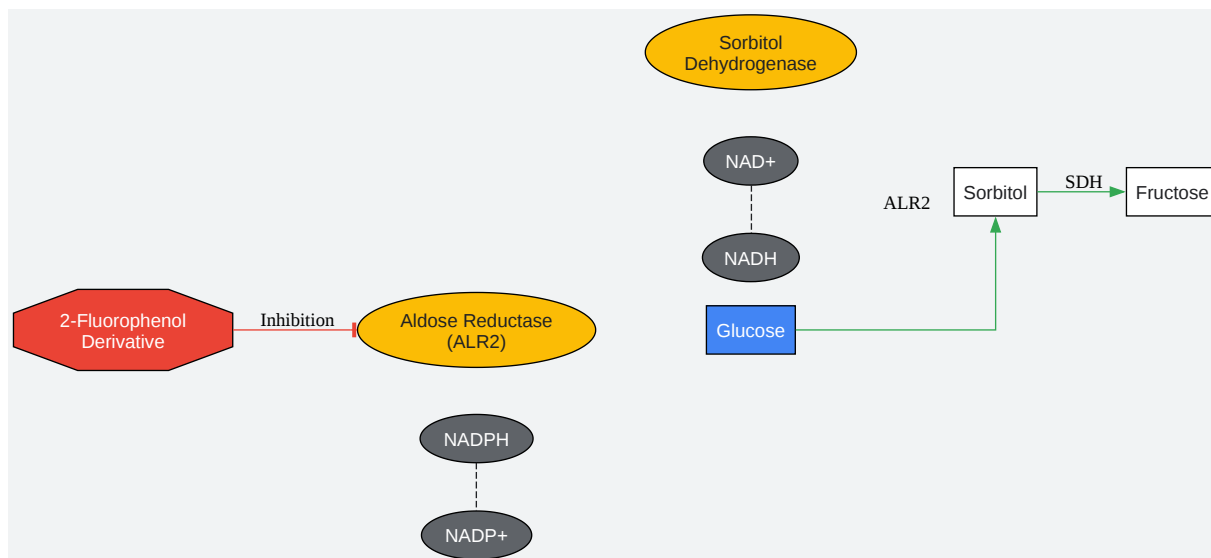 Sorbitol
Dehydrogenase
NAD+
ALR2
Sorbitol
SDH
Fructose
NADH
2-Fluorophenol
Derivative
Inhibition
Aldose Reductase
(ALR2)
Glucose
NADPH
NADP+